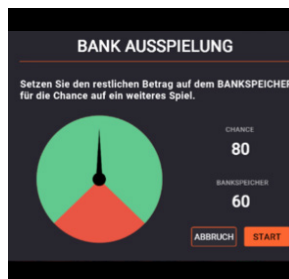 BANK AUSSPIELUNG
Setzen Sie den restlichen Betrag auf dem BANKSPEICHER
für die Chance auf ein weiteres Spiel.
CHANCE
80
BANKSPEICHER
60
ABBRUCH START